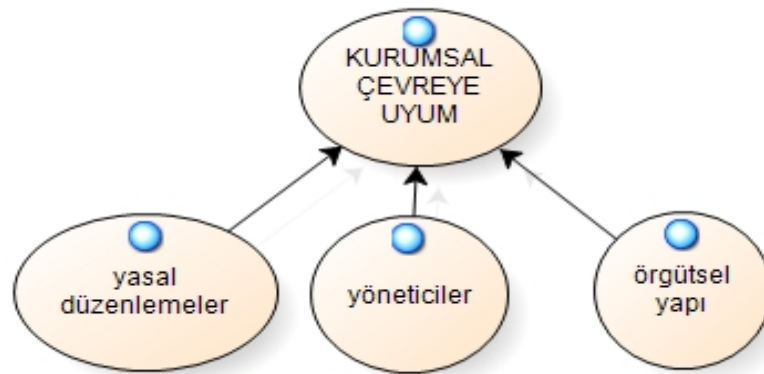 KURUMSAL
ÇEVREYE
UYUM
yasal
düzenlemeler
yöneticiler
örgütsel
yapı